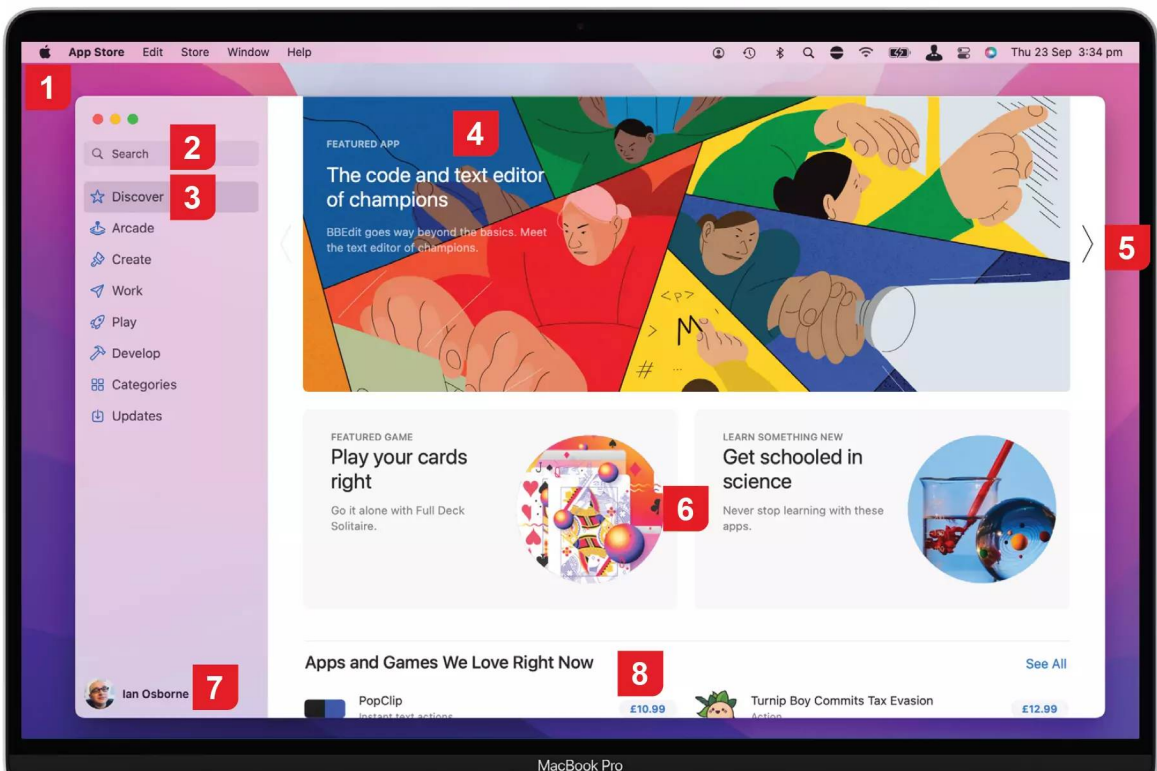 App Store Edit Store Window Help Thu 23 Sep 3:34 pm
1
Search 2
Discover 3
Arcade
Create
Work
Play
Develop
Categories
Updates
Ian Osborne 7
4
FEATURED APP
The code and text editor
of champions
BBEdit goes way beyond the basics. Meet
the text editor of champions.
<p>
>
M
# ...
5
FEATURED GAME
Play your cards
right
Go it alone with Full Deck
Solitaire.
J
6
LEARN SOMETHING NEW
Get schooled in
science
Never stop learning with these
apps.
Apps and Games We Love Right Now 8 See All
PopClip
Instant text actions
£10.99
Turnip Boy Commits Tax Evasion
Action
£12.99
MacBook Pro